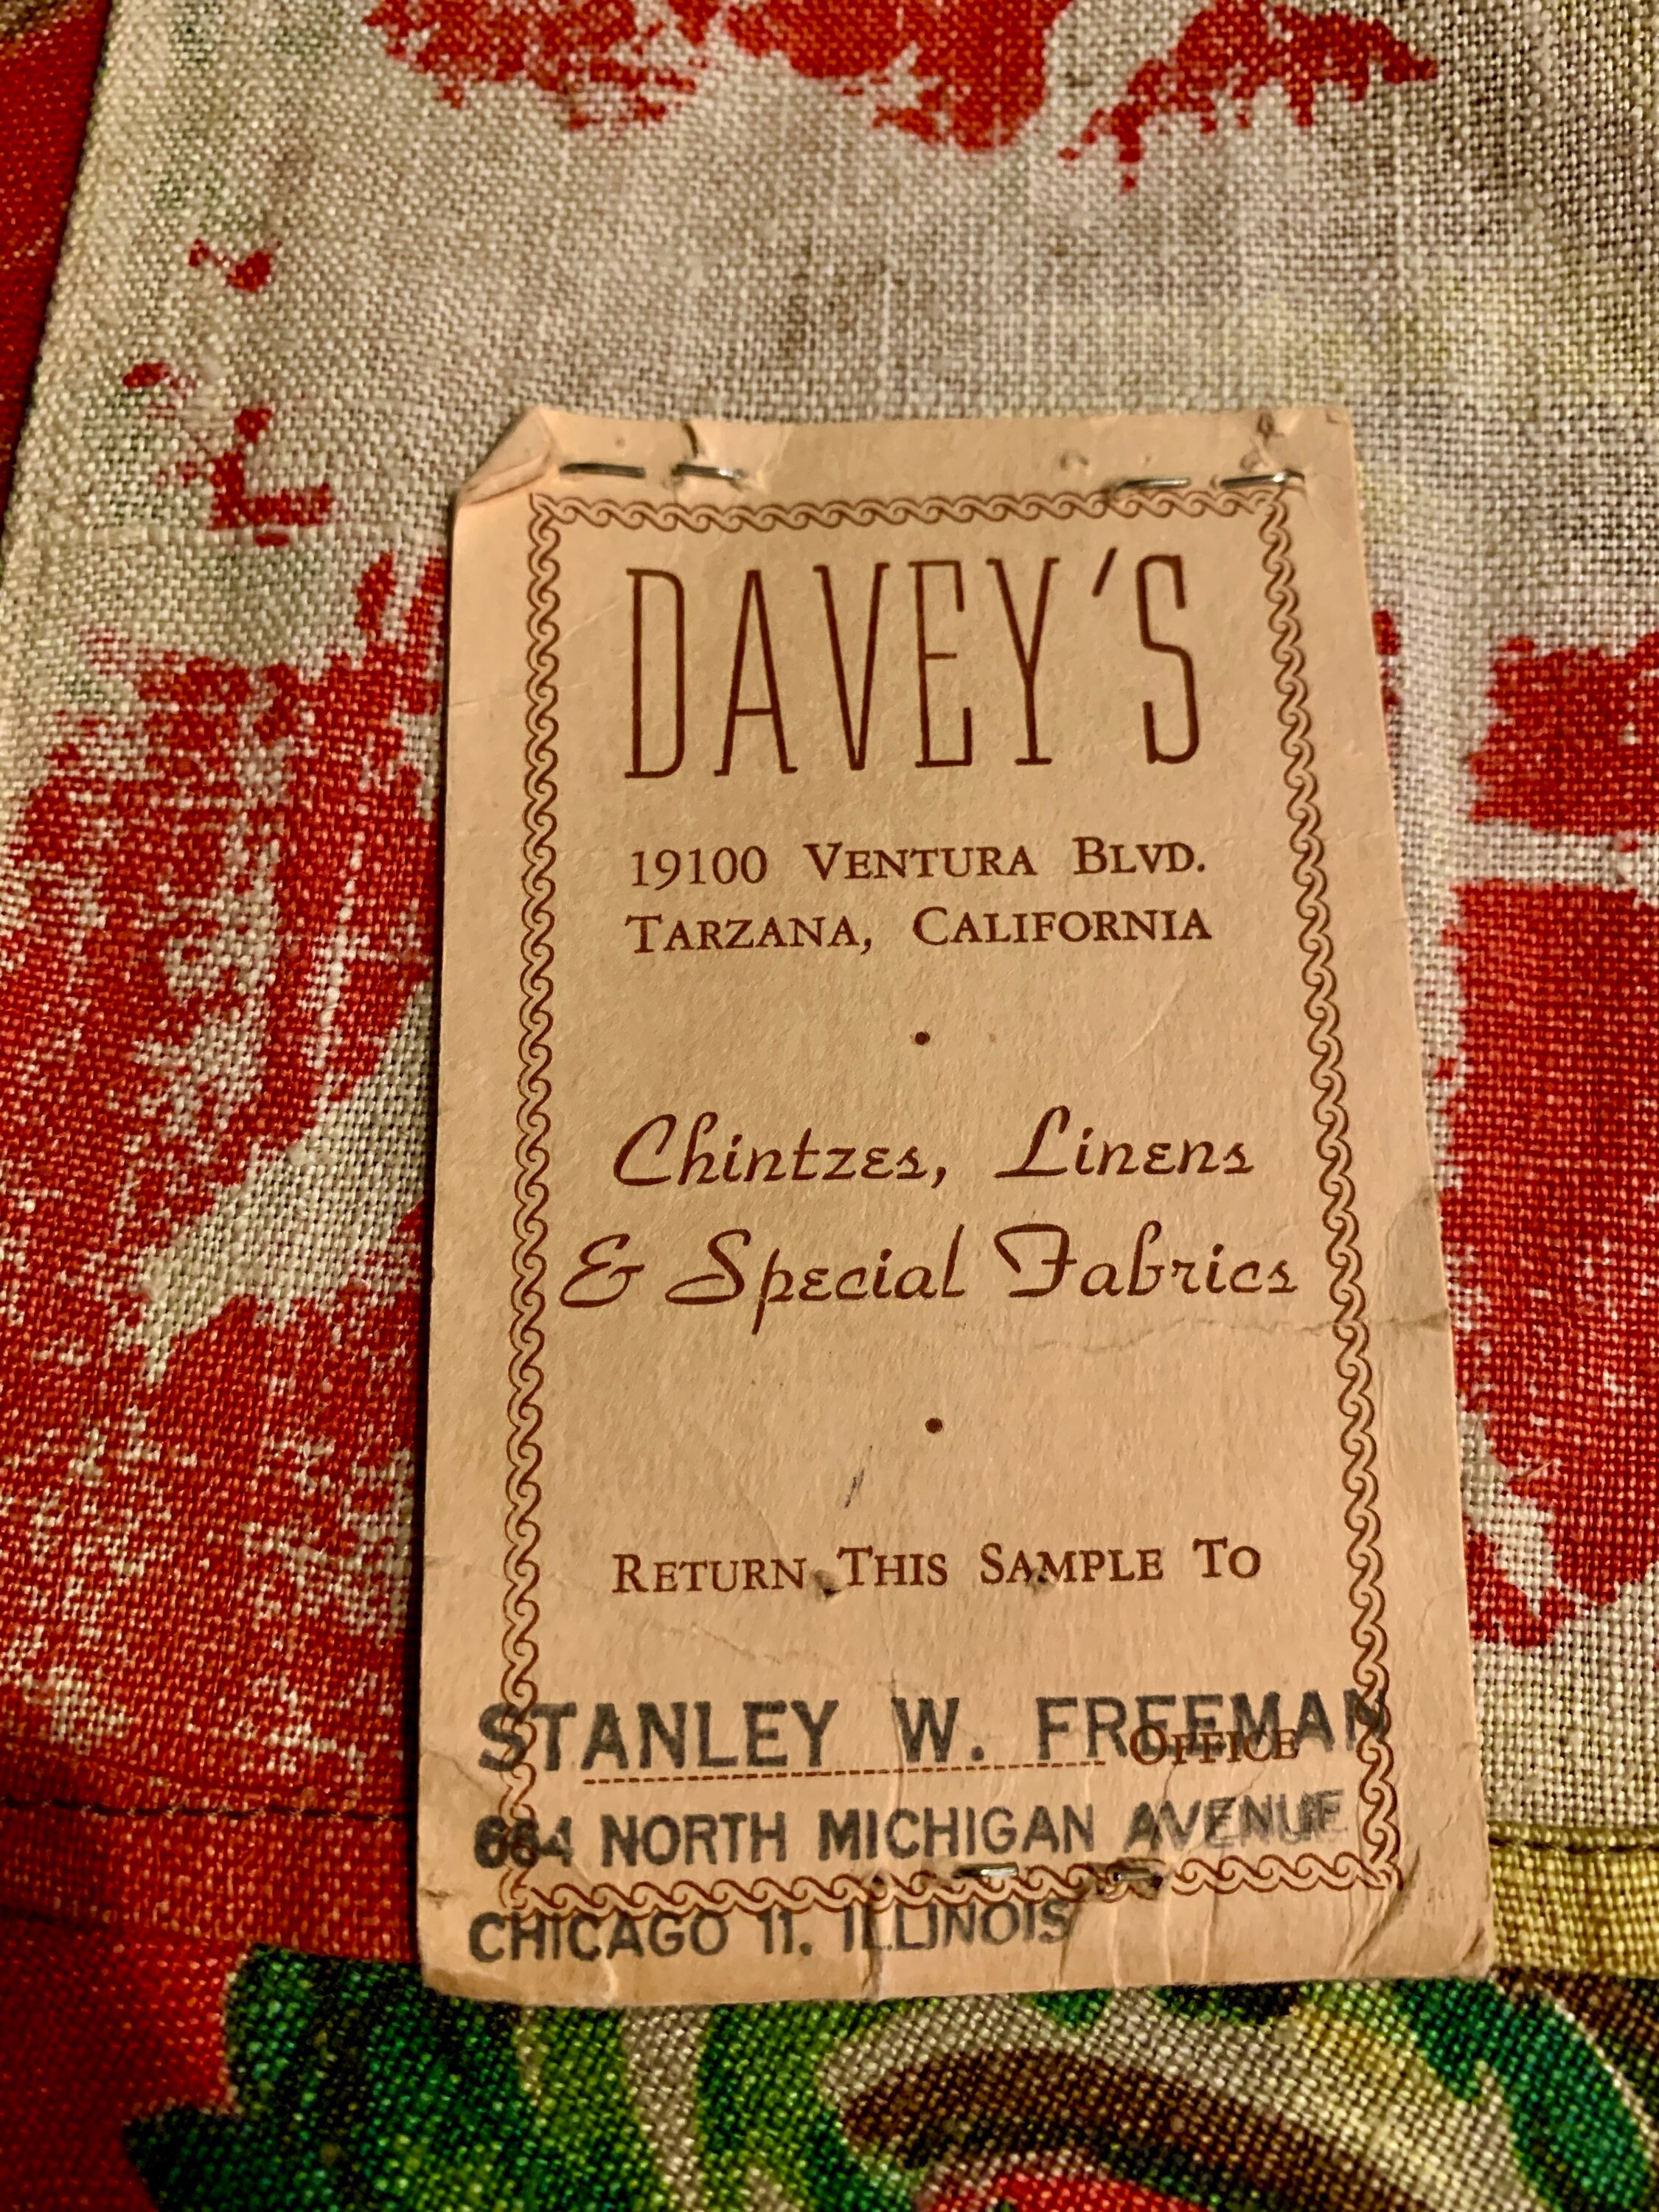 DAVEY'S
19100 VENTURA BLVD.
TARZANA, CALIFORNIA
Chintzes, Linens
& Special Fabrics
RETURN THIS SAMPLE TO
STANLEY W. FREEMAN
OFFICE
664 NORTH MICHIGAN AVENUE
CHICAGO 11. ILLINOIS